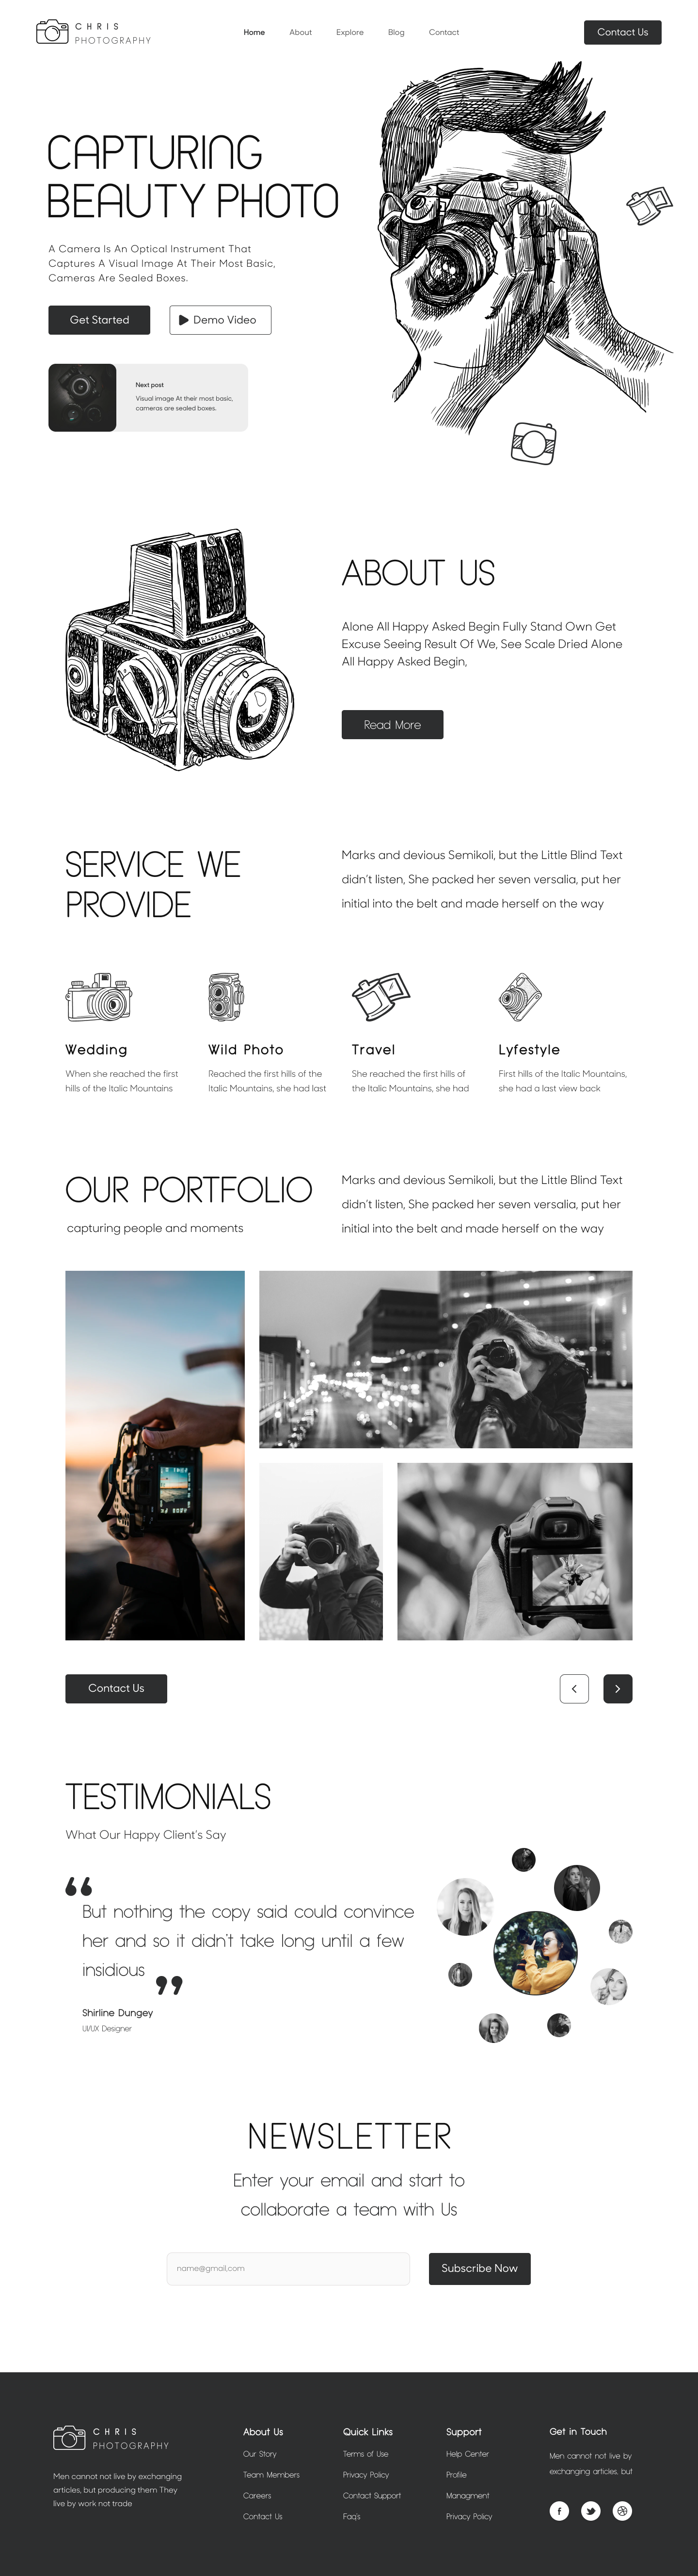 CHRIS
PHOTOGRAPHY
Home
About
Explore
Blog
Contact
Contact Us
CAPTURING
BEAUTY PHOTO
A Camera Is An Optical Instrument That
Captures A Visual Image At Their Most Basic,
Cameras Are Sealed Boxes.
Get Started
Demo Video
Next post
Visual image At their most basic,
cameras are sealed boxes.
ABOUT US
Alone All Happy Asked Begin Fully Stand Own Get
Excuse Seeing Result Of We, See Scale Dried Alone
All Happy Asked Begin,
Read More
SERVICE WE
PROVIDE
Marks and devious Semikoli, but the Little Blind Text
didn't listen, She packed her seven versalia, put her
initial into the belt and made herself on the way
Wedding
When she reached the first
hills of the Italic Mountains
Wild Photo
Reached the first hills of the
Italic Mountains, she had last
Travel
She reached the first hills of
the Italic Mountains, she had
Lyfestyle
First hills of the Italic Mountains,
she had a last view back
OUR PORTFOLIO
capturing people and moments
Marks and devious Semikoli, but the Little Blind Text
didn't listen, She packed her seven versalia, put her
initial into the belt and made herself on the way
Contact Us
TESTIMONIALS
What Our Happy Client's Say
“But nothing the copy said could convince
her and so it didn't take long until a few
insidious”
Shirline Dungey
UI/UX Designer
NEWSLETTER
Enter your email and start to
collaborate a team with Us
name@gmail,com
Subscribe Now
CHRIS
PHOTOGRAPHY
Men cannot not live by exchanging
articles, but producing them They
live by work not trade
About Us
Our Story
Team Members
Careers
Contact Us
Quick Links
Terms of Use
Privacy Policy
Contact Support
Faq's
Support
Help Center
Profile
Managment
Privacy Policy
Get in Touch
Men cannot not live by
exchanging articles. but